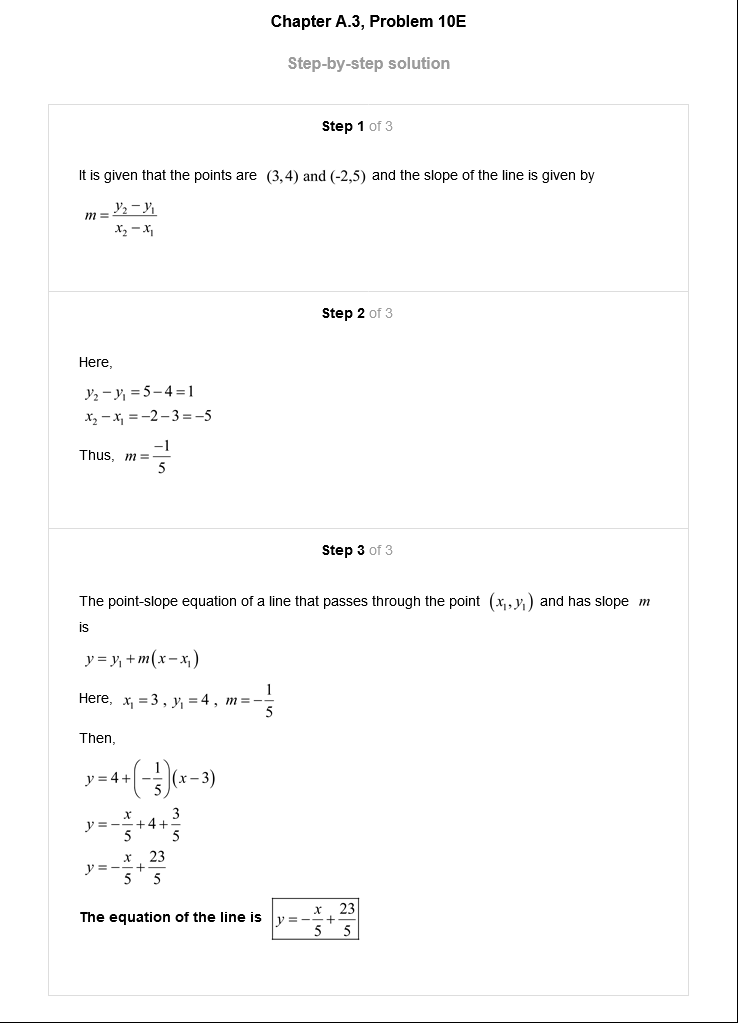 Chapter A.3, Problem 10E
Step-by-step solution
Step 1 of 3
It is given that the points are (3,4) and (-2,5) and the slope of the line is given by
m = \frac{y_2 - y_1}{x_2 - x_1}
Step 2 of 3
Here,
y_2 - y_1 = 5 - 4 = 1
x_2 - x_1 = -2 - 3 = -5
Thus, m = \frac{-1}{5}
Step 3 of 3
The point-slope equation of a line that passes through the point (x_1, y_1) and has slope m
is
y = y_1 + m(x - x_1)
Here, x_1 = 3 , y_1 = 4 , m = -\frac{1}{5}
Then,
y = 4 + \left(-\frac{1}{5}\right)(x - 3)
y = -\frac{x}{5} + 4 + \frac{3}{5}
y = -\frac{x}{5} + \frac{23}{5}
The equation of the line is y = -\frac{x}{5} + \frac{23}{5}